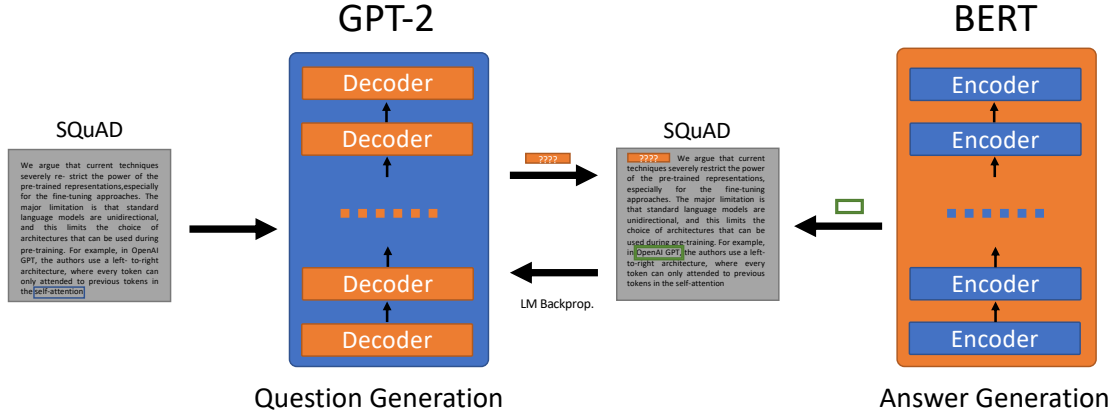 GPT-2
BERT
Decoder
Encoder
SQuAD
Decoder
SQuAD
Encoder
We argue that current techniques
severely re- strict the power of the
pre-trained representations,especially
for the fine-tuning approaches. The
major limitation is that standard
language models are unidirectional,
and this limits the choice of
architectures that can be used during
pre-training. For example, in OpenAI
GPT, the authors use a left- to-right
architecture, where every token can
only attended to previous tokens in
the self-attention
????
???? We argue that current
techniques severely restrict the power
of the pre-trained representations,
especially for the fine-tuning
approaches. The major limitation is
that standard language models are
unidirectional, and this limits the
choice of architectures that can be
used during pre-training. For example,
in OpenAI GPT, the authors use a left-
to-right architecture, where every
token can only attended to previous
tokens in the self-attention
Decoder
Encoder
LM Backprop.
Decoder
Encoder
Question Generation
Answer Generation